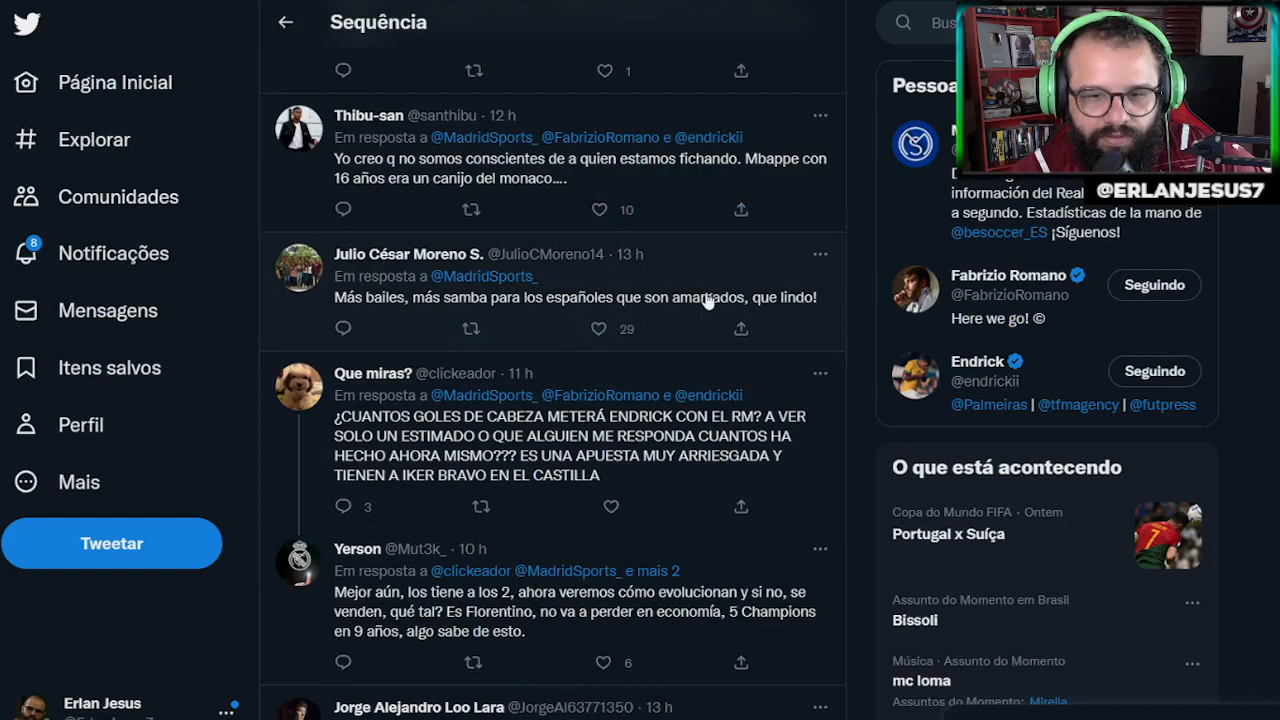 Sequência
Página Inicial
Explorar
Comunidades
8
Notificações
Mensagens
Itens salvos
Perfil
Mais
Tweetar
Erlan Jesus
1
Thibu-san @santhibu · 12 h
Em resposta a @MadridSports_ @FabrizioRomano e @endrickii
Yo creo q no somos conscientes de a quien estamos fichando. Mbappe con
16 años era un canijo del monaco....
10
Julio César Moreno S. @JulioCMoreno14 · 13 h
Em resposta a @MadridSports_
Más bailes, más samba para los españoles que son amargados, que lindo!
29
Que miras? @clickeador · 11 h
Em resposta a @MadridSports_ @FabrizioRomano e @endrickii
¿CUANTOS GOLES DE CABEZA METERÁ ENDRICK CON EL RM? A VER
SOLO UN ESTIMADO O QUE ALGUIEN ME RESPONDA CUANTOS HA
HECHO AHORA MISMO??? ES UNA APUESTA MUY ARRIESGADA Y
TIENEN A IKER BRAVO EN EL CASTILLA
3
Yerson @Mut3k_ · 10 h
Em resposta a @clickeador @MadridSports_ e mais 2
Mejor aún, los tiene a los 2, ahora veremos cómo evolucionan y si no, se
venden, qué tal? Es Florentino, no va a perder en economía, 5 Champions
en 9 años, algo sabe de esto.
6
Jorge Alejandro Loo Lara @JorgeAl63771350 · 13 h
Bus
Pessoa
@ERLANJESUS7
información del Real
a segundo. Estadísticas de la mano de
@besoccer_ES ¡Síguenos!
Fabrizio Romano
@FabrizioRomano
Seguindo
Here we go! ©
Endrick
@endrickii
Seguindo
@Palmeiras | @tfmagency | @futpress
O que está acontecendo
Copa do Mundo FIFA · Ontem
Portugal x Suíça
7
Assunto do Momento em Brasil
Bissoli
Música · Assunto do Momento
mc loma
Assuntos do Momento: Mirella